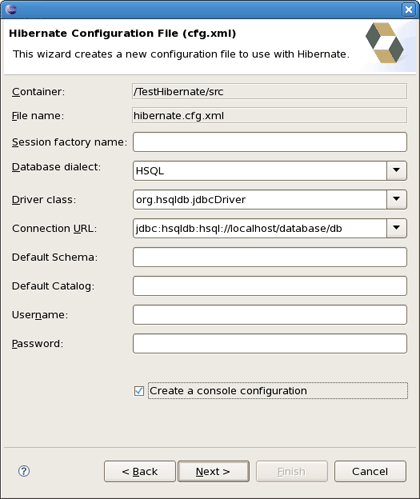 Hibernate Configuration File (cfg.xml)
This wizard creates a new configuration file to use with Hibernate.
Container: /TestHibernate/src
File name: hibernate.cfg.xml
Session factory name:
Database dialect: HSQL
Driver class: org.hsqldb.jdbcDriver
Connection URL: jdbc:hsqldb:hsql://localhost/database/db
Default Schema:
Default Catalog:
Username:
Password:
Create a console configuration
? < Back Next > Finish Cancel